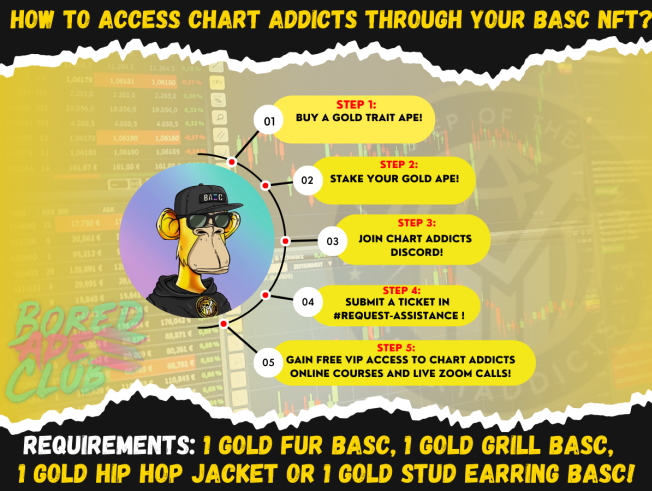 HOW TO ACCESS CHART ADDICTS THROUGH YOUR BASC NFT?
01
STEP 1:
BUY A GOLD TRAIT APE!
02
STEP 2:
STAKE YOUR GOLD APE!
03
STEP 3:
JOIN CHART ADDICTS
DISCORD!
04
STEP 4:
SUBMIT A TICKET IN
#REQUEST-ASSISTANCE !
05
STEP 5:
GAIN FREE VIP ACCESS TO CHART ADDICTS
ONLINE COURSES AND LIVE ZOOM CALLS!
BORED
APE
CLUB
REQUIREMENTS: 1 GOLD FUR BASC, 1 GOLD GRILL BASC,
1 GOLD HIP HOP JACKET OR 1 GOLD STUD EARRING BASC!